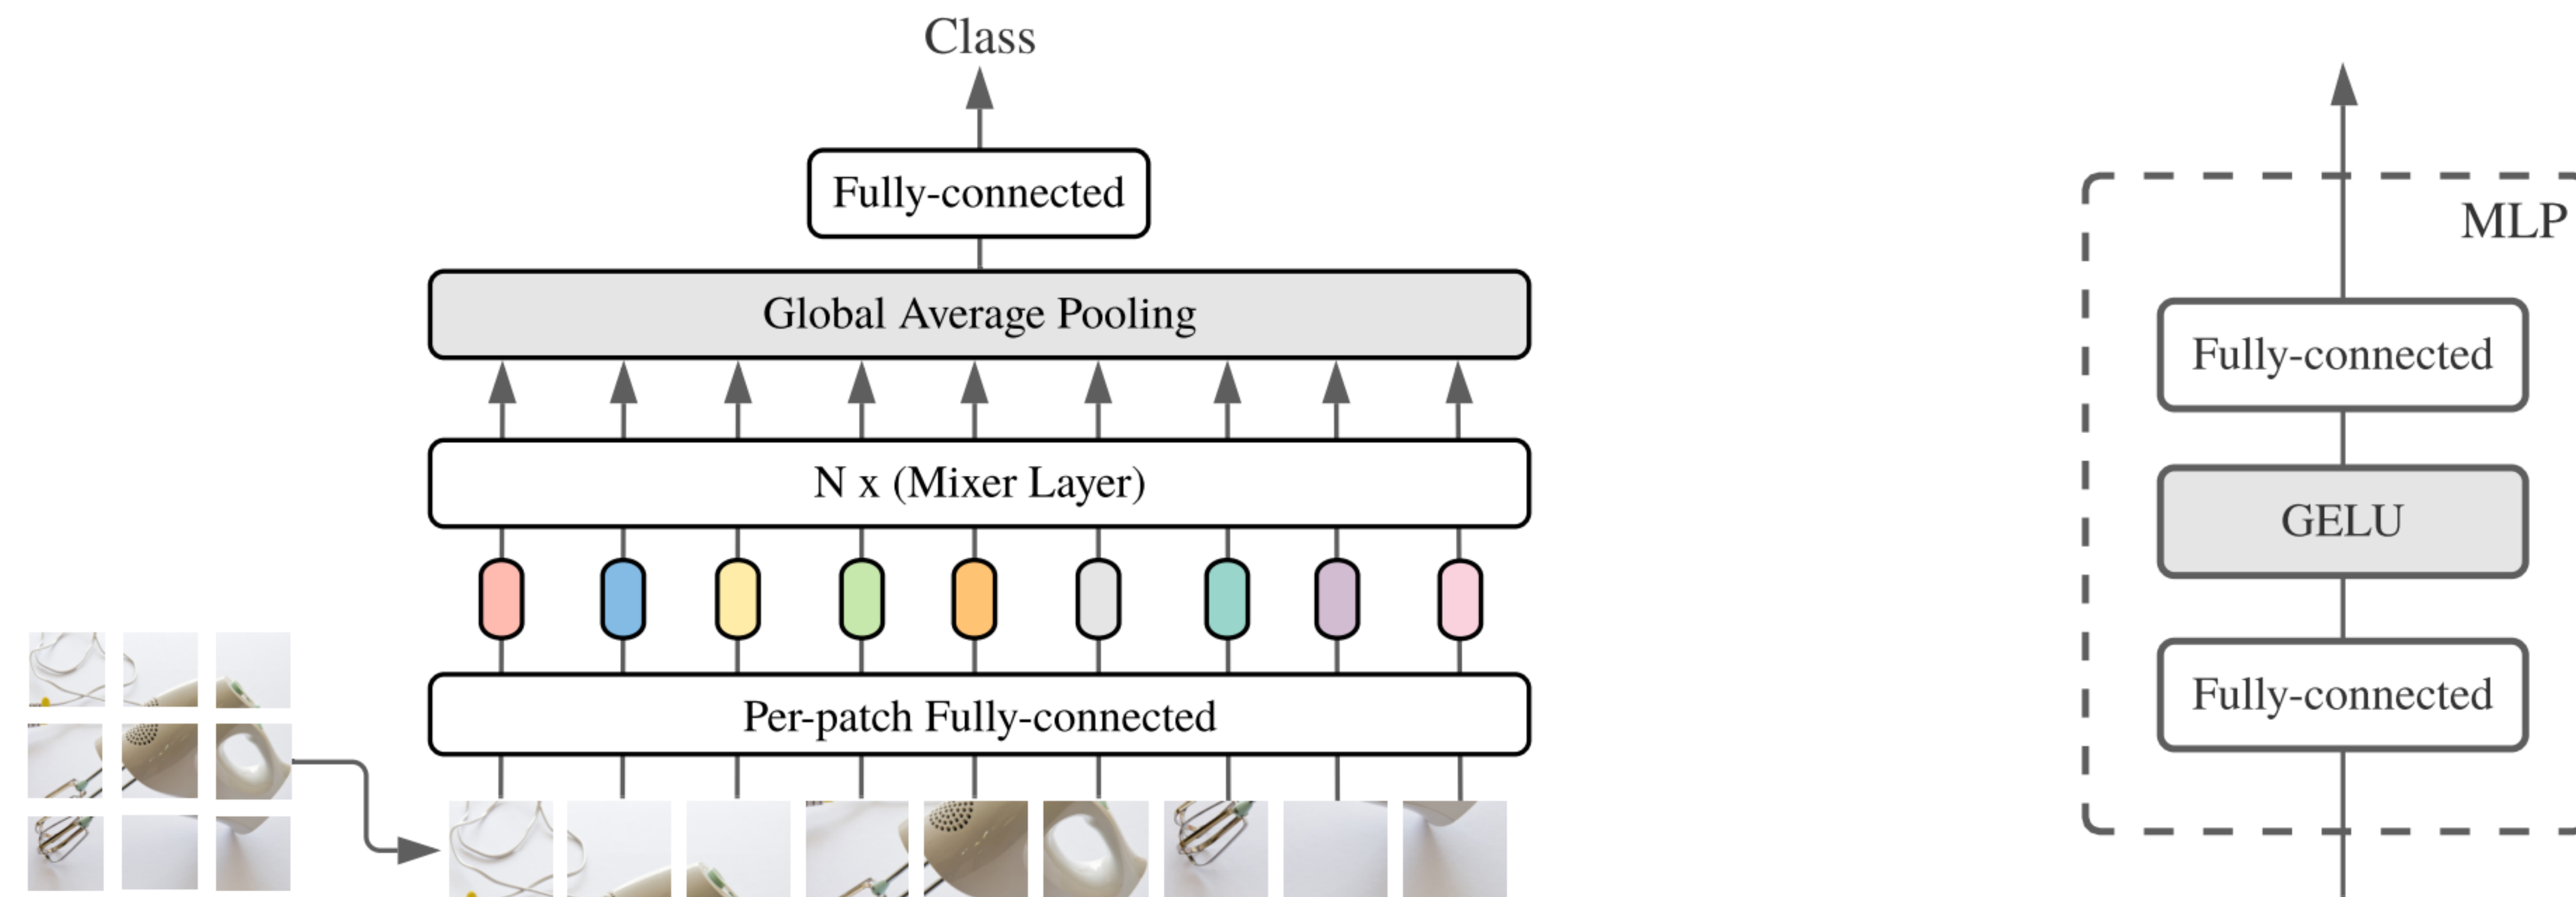 Class
Fully-connected
Global Average Pooling
N x (Mixer Layer)
Per-patch Fully-connected
MLP
Fully-connected
GELU
Fully-connected